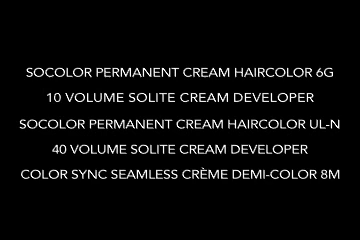 SOCOLOR PERMANENT CREAM HAIRCOLOR 6G
10 VOLUME SOLITE CREAM DEVELOPER
SOCOLOR PERMANENT CREAM HAIRCOLOR UL-N
40 VOLUME SOLITE CREAM DEVELOPER
COLOR SYNC SEAMLESS CRÈME DEMI-COLOR 8M